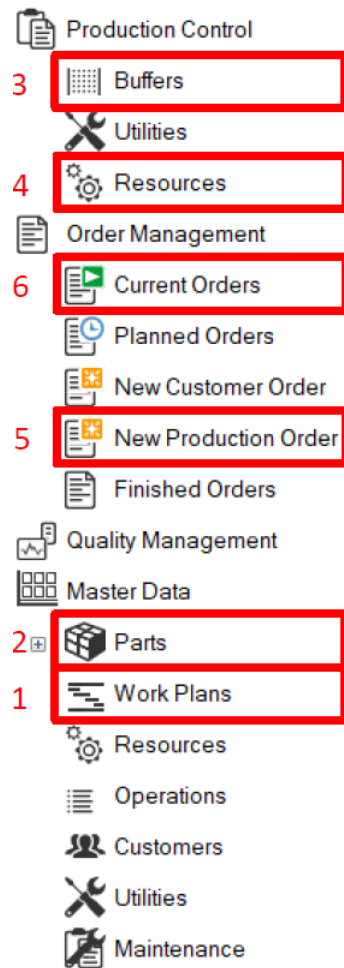 Production Control
3 Buffers
Utilities
4 Resources
Order Management
6 Current Orders
Planned Orders
New Customer Order
5 New Production Order
Finished Orders
Quality Management
Master Data
2 Parts
1 Work Plans
Resources
Operations
Customers
Utilities
Maintenance